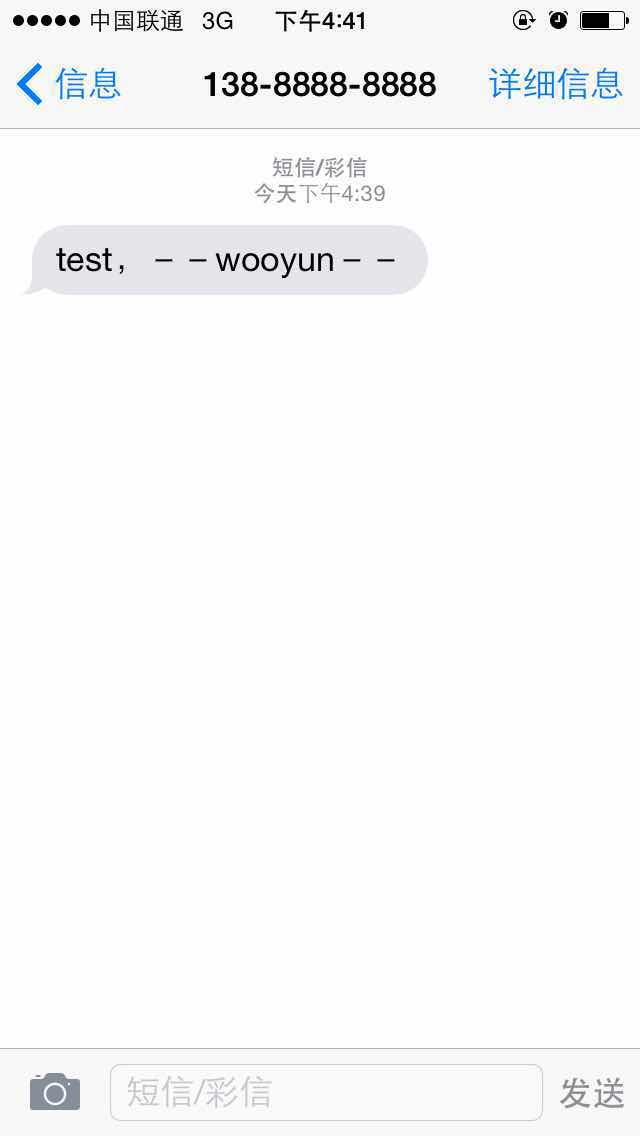 中国联通 3G 下午4:41
信息 138-8888-8888 详细信息
短信/彩信
今天下午4:39
test， －－wooyun－－
短信/彩信 发送